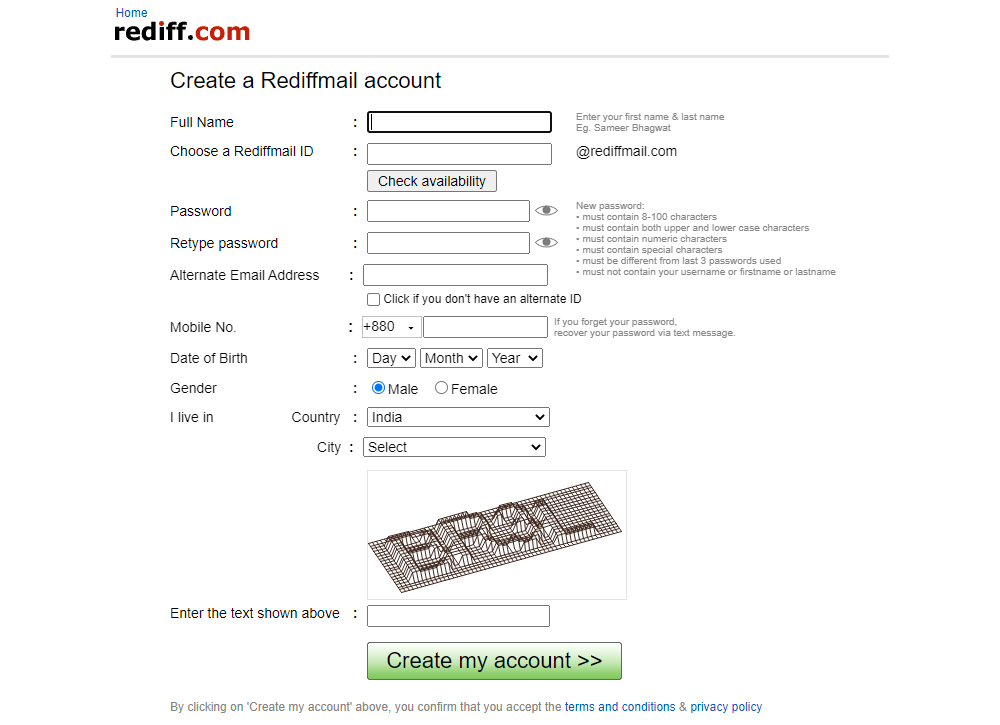 Home
rediff.com
Create a Rediffmail account
Full Name :
Enter your first name & last name
Eg. Sameer Bhagwat
Choose a Rediffmail ID : @rediffmail.com
Check availability
Password :
New password:
• must contain 8-100 characters
• must contain both upper and lower case characters
• must contain numeric characters
• must contain special characters
• must be different from last 3 passwords used
• must not contain your username or firstname or lastname
Retype password :
Alternate Email Address :
Click if you don't have an alternate ID
Mobile No. : +880
If you forget your password,
recover your password via text message.
Date of Birth : Day Month Year
Gender : Male Female
I live in Country : India
City : Select
Enter the text shown above :
Create my account >>
By clicking on 'Create my account' above, you confirm that you accept the terms and conditions & privacy policy